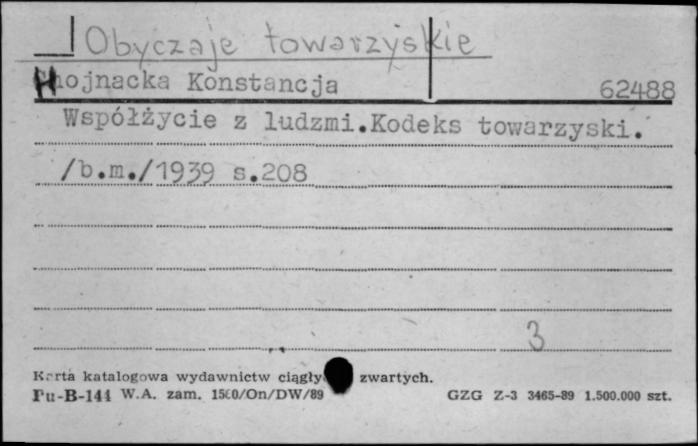 Obyczaje towarzyskie
Hojnacka Konstancja 62488
Współżycie z ludzmi.Kodeks towarzyski.
/b.m./1939 s.208
3
Karta katalogowa wydawnictw ciągły zwartych.
Pu-B-144 W.A. zam. 1500/On/DW/89 GZG Z-3 3465-89 1.500.000 szt.